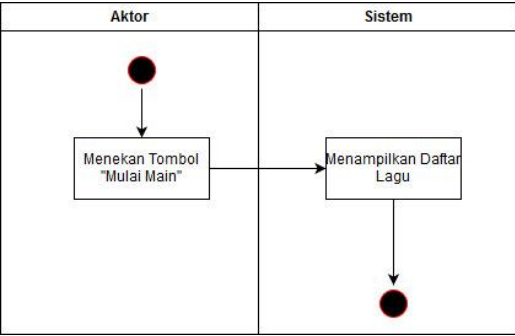 Aktor
Sistem
Menekan Tombol
"Mulai Main"
Menampilkan Daftar
Lagu